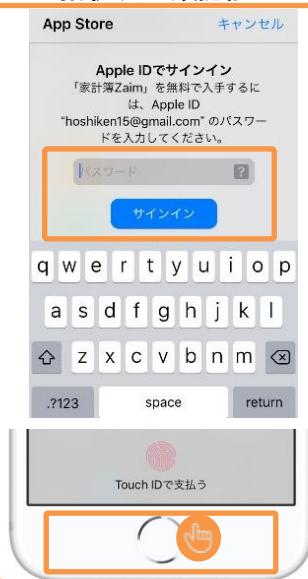 App Store
キャンセル
Apple IDでサインイン
「家計簿Zaim」を無料で入手するに
は、Apple ID
"hoshiken15@gmail.com" のパスワー
ドを入力してください。
パスワード ?
サインイン
q w e r t y u i o p
a s d f g h j k l
z x c v b n m
.?123 space return
Touch IDで支払う